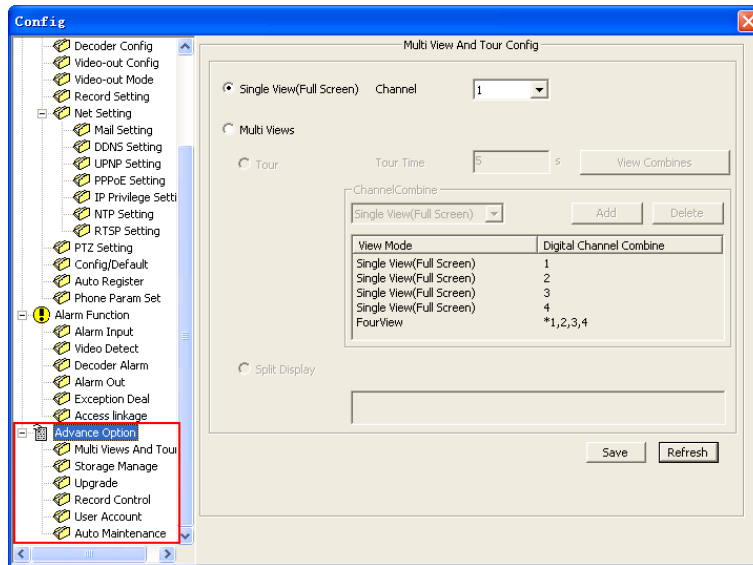 Config
Decoder Config
Video-out Config
Video-out Mode
Record Setting
Net Setting
Mail Setting
DDNS Setting
UPNP Setting
PPPoE Setting
IP Privilege Setti
NTP Setting
RTSP Setting
PTZ Setting
Config/Default
Auto Register
Phone Param Set
Alarm Function
Alarm Input
Video Detect
Decoder Alarm
Alarm Out
Exception Deal
Access linkage
Advance Option
Multi Views And Tour
Storage Manage
Upgrade
Record Control
User Account
Auto Maintenance
Multi View And Tour Config
Single View(Full Screen) Channel 1
Multi Views
Tour Tour Time 5 s View Combines
ChannelCombine
Single View(Full Screen) Add Delete
View Mode Digital Channel Combine
Single View(Full Screen) 1
Single View(Full Screen) 2
Single View(Full Screen) 3
Single View(Full Screen) 4
FourView *1,2,3,4
Split Display
Save Refresh